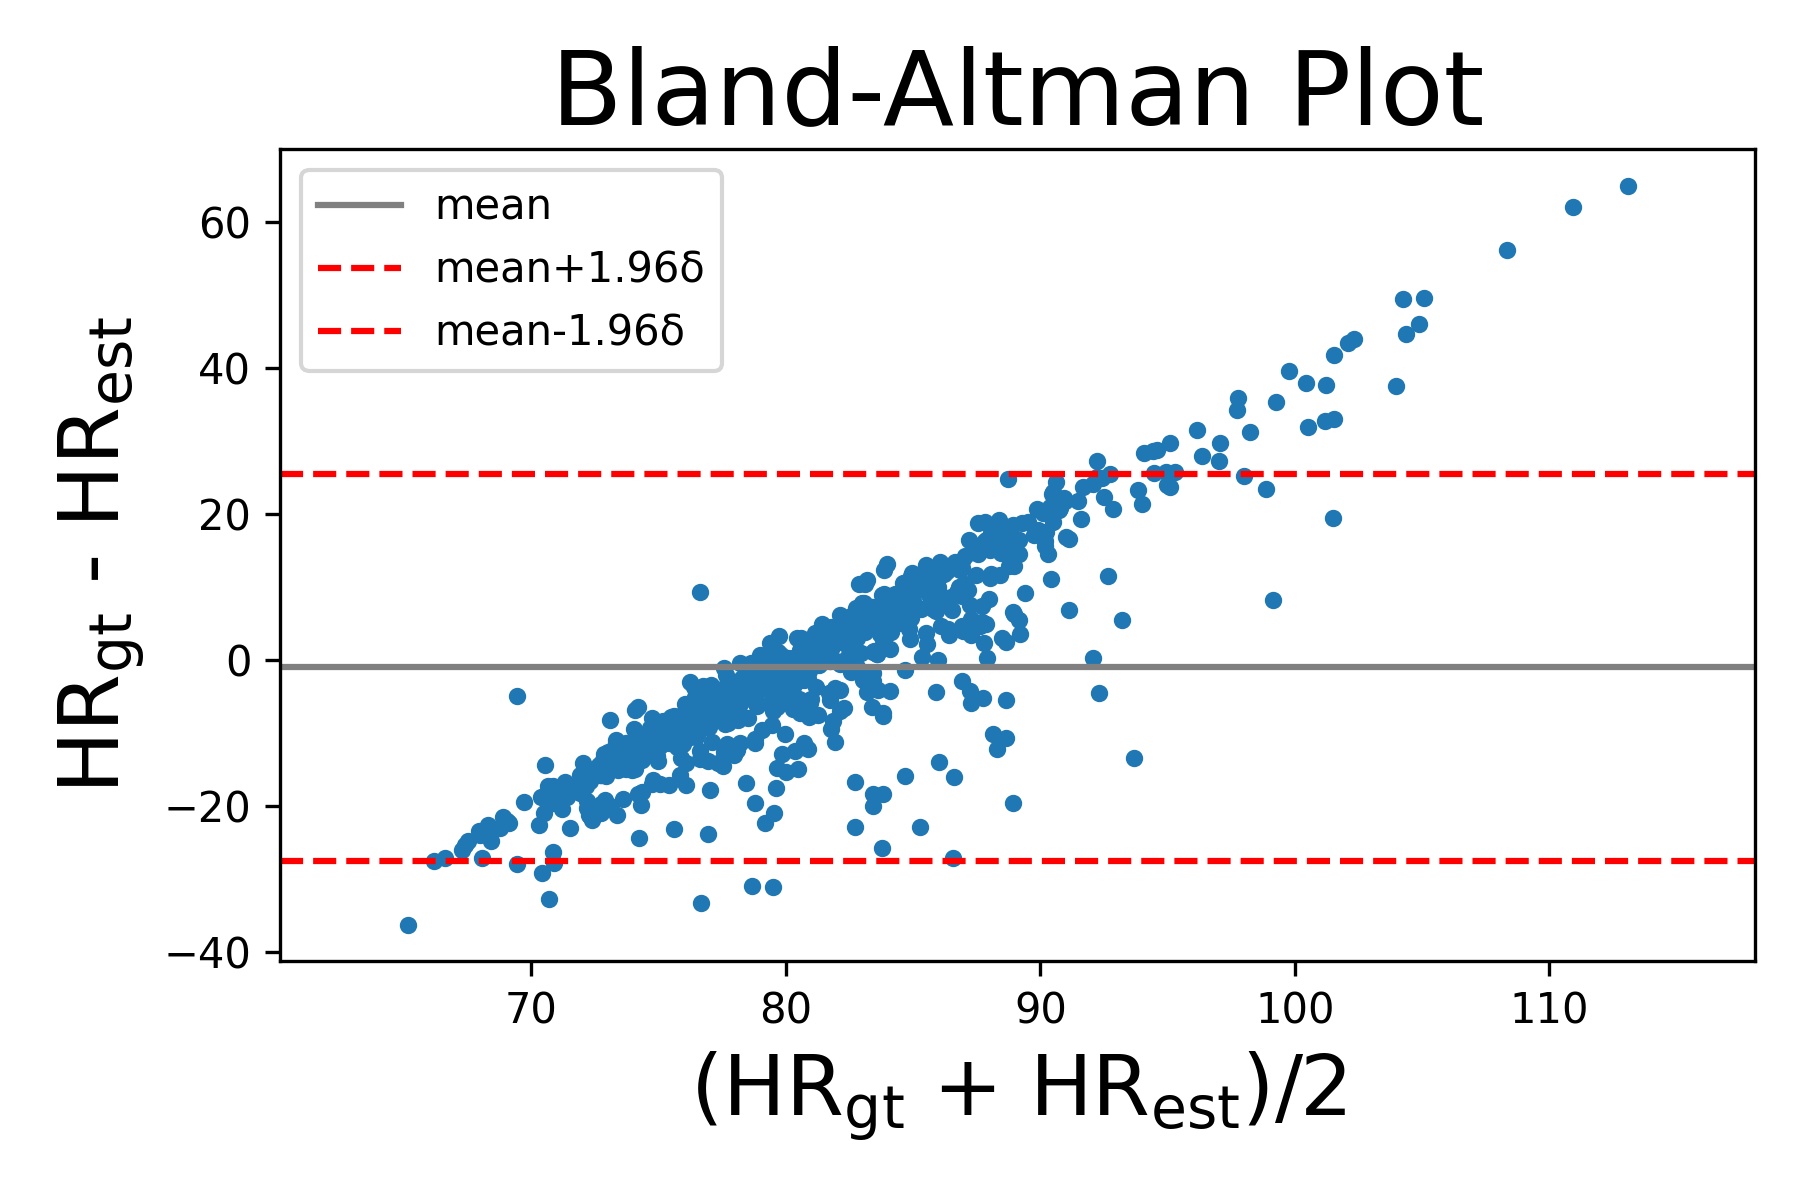 Bland-Altman Plot
mean
mean+1.96δ
mean-1.96δ
HRgt - HRest
60
40
20
0
−20
−40
70 80 90 100 110
(HRgt + HRest)/2